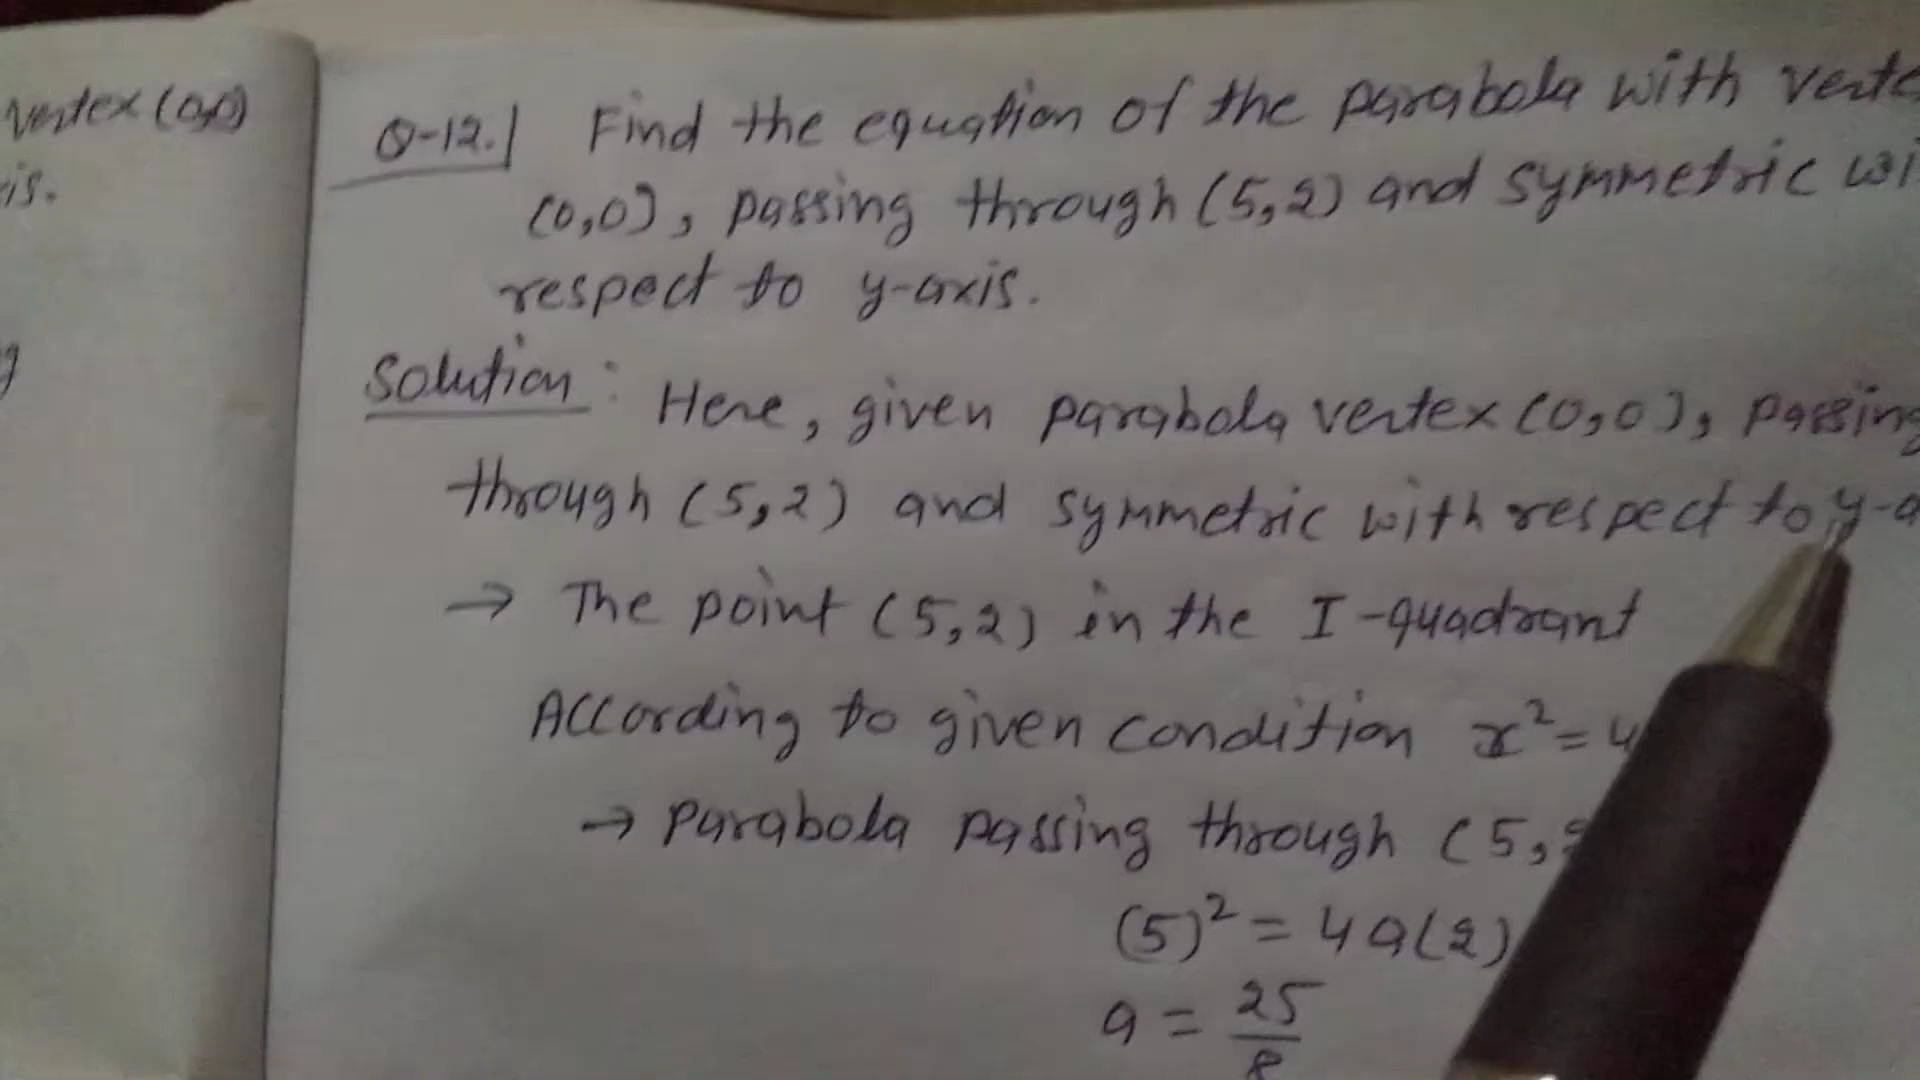 vertex (0,0)
is.
Q-12. Find the equation of the parabola with verte
(0,0), passing through (5,2) and symmetric wi
respect to y-axis.
Solution : Here, given parabola vertex (0,0), passing
through (5,2) and symmetric with respect to y-a
→ The point (5,2) in the I-quadrant
According to given condition x² = 4
→ parabola passing through (5,2
(5)² = 4a(2)
a = 25/8